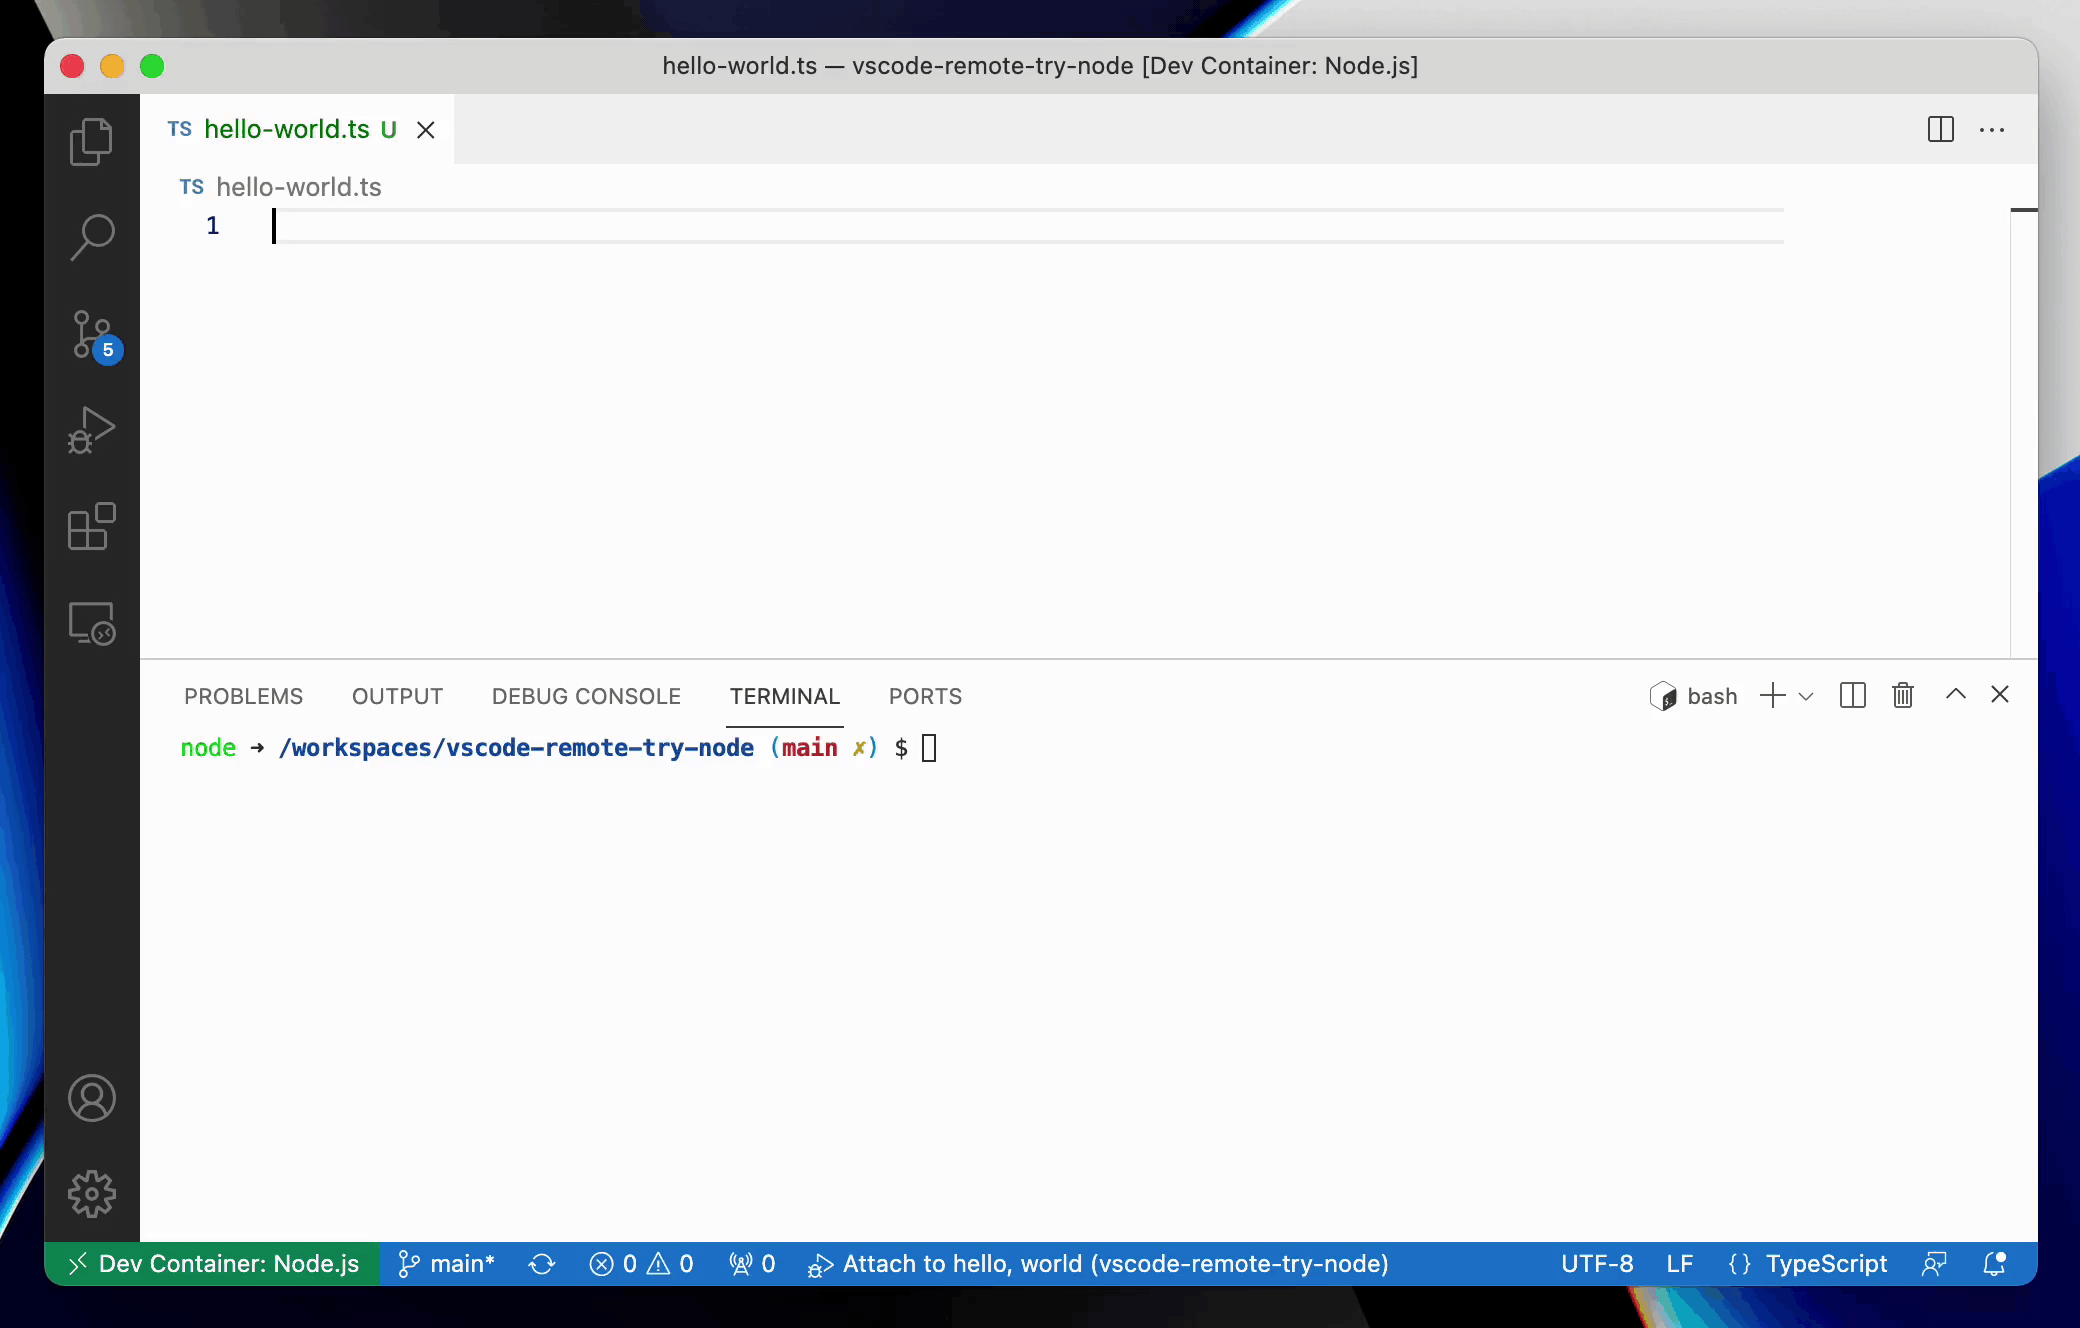 hello-world.ts — vscode-remote-try-node [Dev Container: Node.js]
TS hello-world.ts U
TS hello-world.ts
1
5
PROBLEMS OUTPUT DEBUG CONSOLE TERMINAL PORTS bash
node ➜ /workspaces/vscode-remote-try-node (main ✗) $
Dev Container: Node.js main* 0 0 0 Attach to hello, world (vscode-remote-try-node) UTF-8 LF {} TypeScript